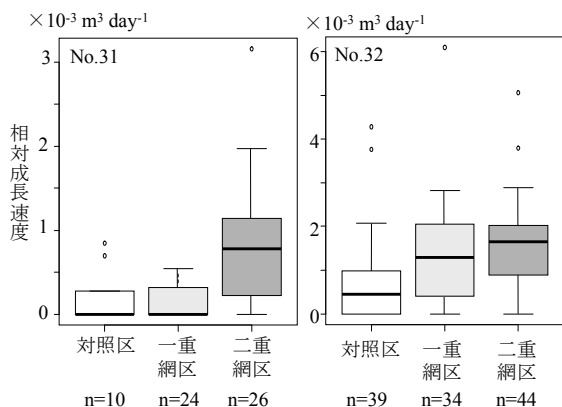 ×10-3 m3 day-1
×10-3 m3 day-1
No.31
No.32
相対成長速度
3
2
1
0
6
4
2
0
対照区
一重
網区
二重
網区
対照区
一重
網区
二重
網区
n=10
n=24
n=26
n=39
n=34
n=44